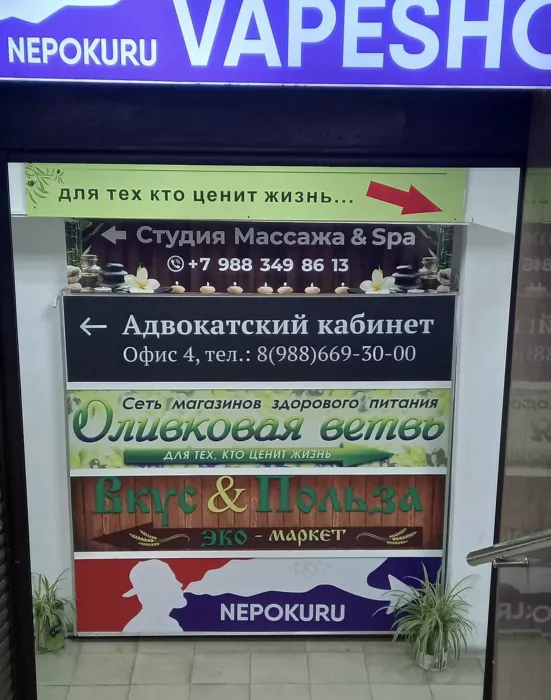 NEPOKURU VAPESHO
для тех кто ценит жизнь...
Студия Массажа & Spa
+7 988 349 86 13
← Адвокатский кабинет
Офис 4, тел.: 8(988)669-30-00
Сеть магазинов здорового питания
Оливковая ветвь
ДЛЯ ТЕХ, КТО ЦЕНИТ ЖИЗНЬ
Вкус & Польза
эко - маркет
NEPOKURU